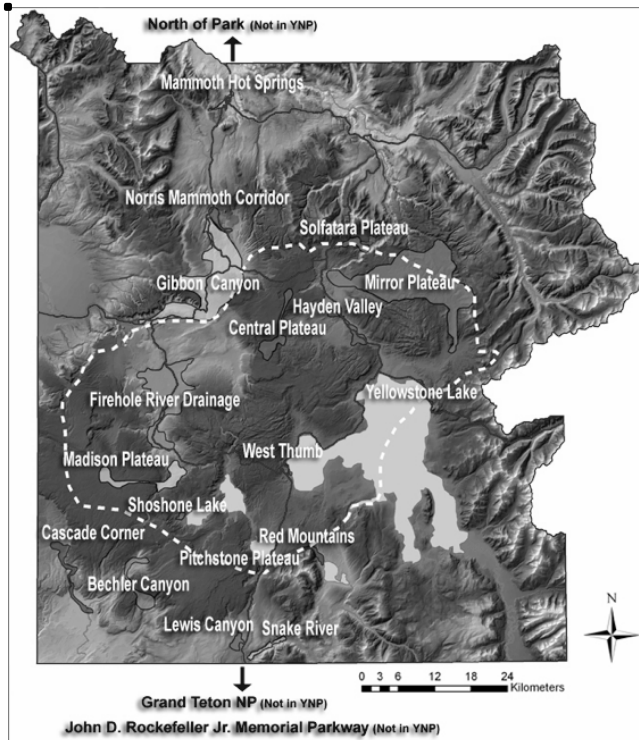 North of Park (Not in YNP)
Mammoth Hot Springs
Norris Mammoth Corridor
Solfatara Plateau
Gibbon Canyon
Mirror Plateau
Hayden Valley
Central Plateau
Yellowstone Lake
Firehole River Drainage
West Thumb
Madison Plateau
Shoshone Lake
Cascade Corner
Red Mountains
Pitchstone Plateau
Bechler Canyon
Lewis Canyon
Snake River
N
0 3 6 12 18 24
Kilometers
Grand Teton NP (Not in YNP)
John D. Rockefeller Jr. Memorial Parkway (Not in YNP)